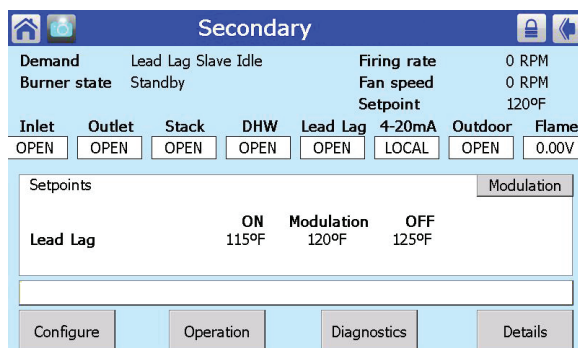 Secondary
Demand Lead Lag Slave Idle Firing rate 0 RPM
Burner state Standby Fan speed 0 RPM
Setpoint 120ºF
Inlet Outlet Stack DHW Lead Lag 4-20mA Outdoor Flame
OPEN OPEN OPEN OPEN OPEN LOCAL OPEN 0.00V
Setpoints Modulation
ON Modulation OFF
Lead Lag 115ºF 120ºF 125ºF
Configure Operation Diagnostics Details